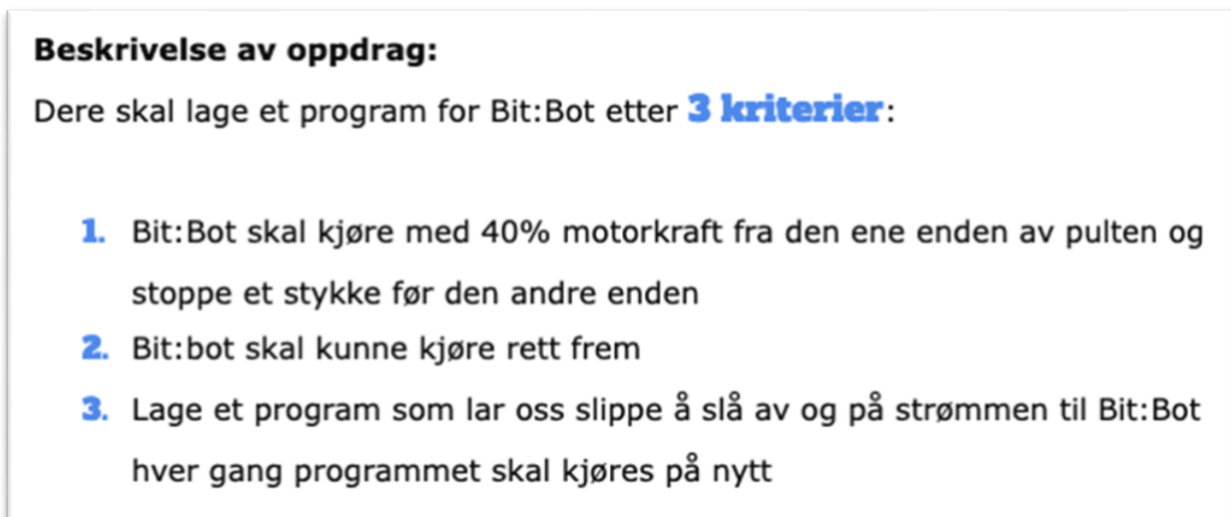 Beskrivelse av oppdrag:
Dere skal lage et program for Bit:Bot etter 3 kriterier:
1. Bit:Bot skal kjøre med 40% motorkraft fra den ene enden av pulten og
stoppe et stykke før den andre enden
2. Bit:bot skal kunne kjøre rett frem
3. Lage et program som lar oss slippe å slå av og på strømmen til Bit:Bot
hver gang programmet skal kjøres på nytt